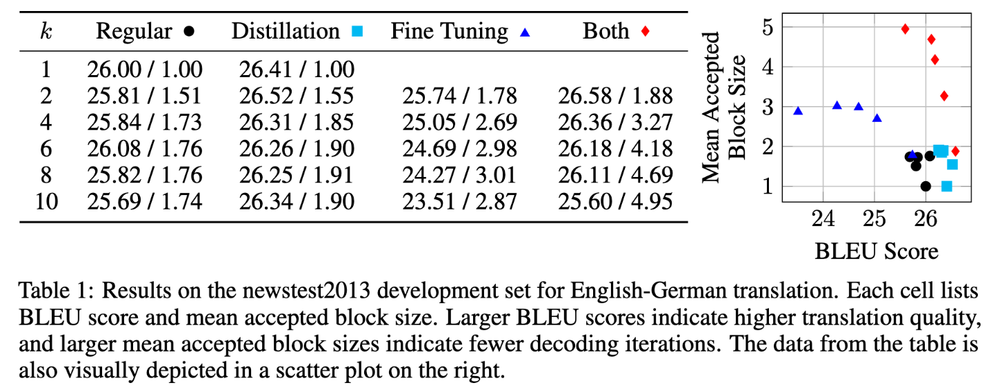 k Regular ● Distillation ■ Fine Tuning ▲ Both ♦
1 26.00 / 1.00 26.41 / 1.00
2 25.81 / 1.51 26.52 / 1.55 25.74 / 1.78 26.58 / 1.88
4 25.84 / 1.73 26.31 / 1.85 25.05 / 2.69 26.36 / 3.27
6 26.08 / 1.76 26.26 / 1.90 24.69 / 2.98 26.18 / 4.18
8 25.82 / 1.76 26.25 / 1.91 24.27 / 3.01 26.11 / 4.69
10 25.69 / 1.74 26.34 / 1.90 23.51 / 2.87 25.60 / 4.95
Mean Accepted
Block Size
5
4
3
2
1
24 25 26
BLEU Score
Table 1: Results on the newstest2013 development set for English-German translation. Each cell lists
BLEU score and mean accepted block size. Larger BLEU scores indicate higher translation quality,
and larger mean accepted block sizes indicate fewer decoding iterations. The data from the table is
also visually depicted in a scatter plot on the right.